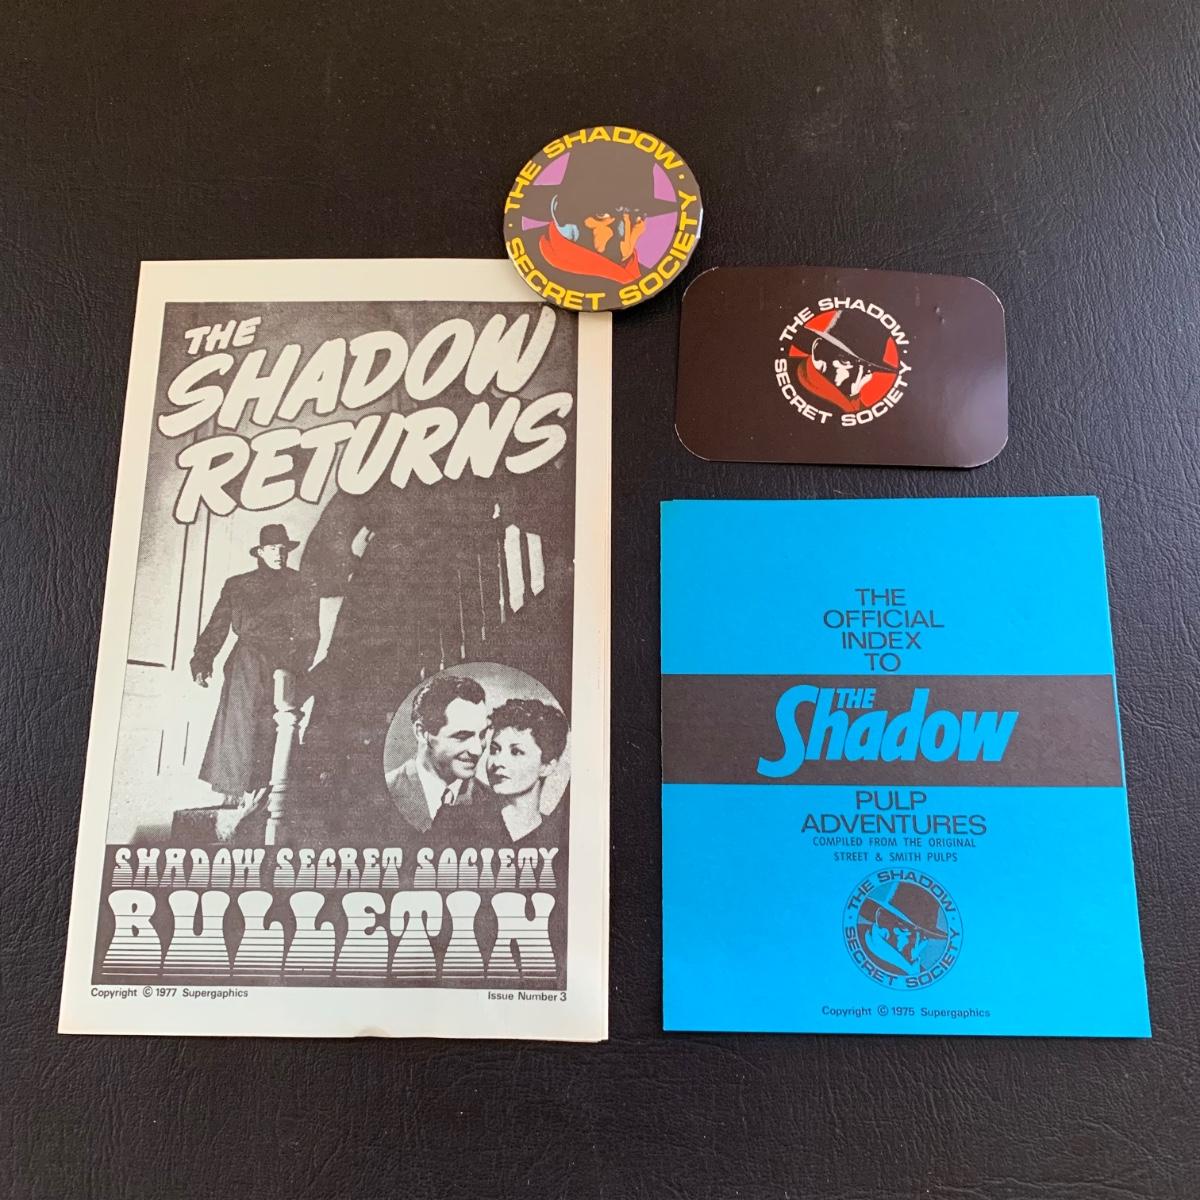 · THE SHADOW ·
SECRET SOCIETY
THE
SHADOW
RETURNS
SHADOW SECRET SOCIETY
BULLETIN
Copyright © 1977 Supergaphics
Issue Number 3
· THE SHADOW ·
SECRET SOCIETY
THE
OFFICIAL
INDEX
TO
THE
Shadow
PULP
ADVENTURES
COMPILED FROM THE ORIGINAL
STREET & SMITH PULPS
· THE SHADOW ·
SECRET SOCIETY
Copyright © 1975 Supergaphics